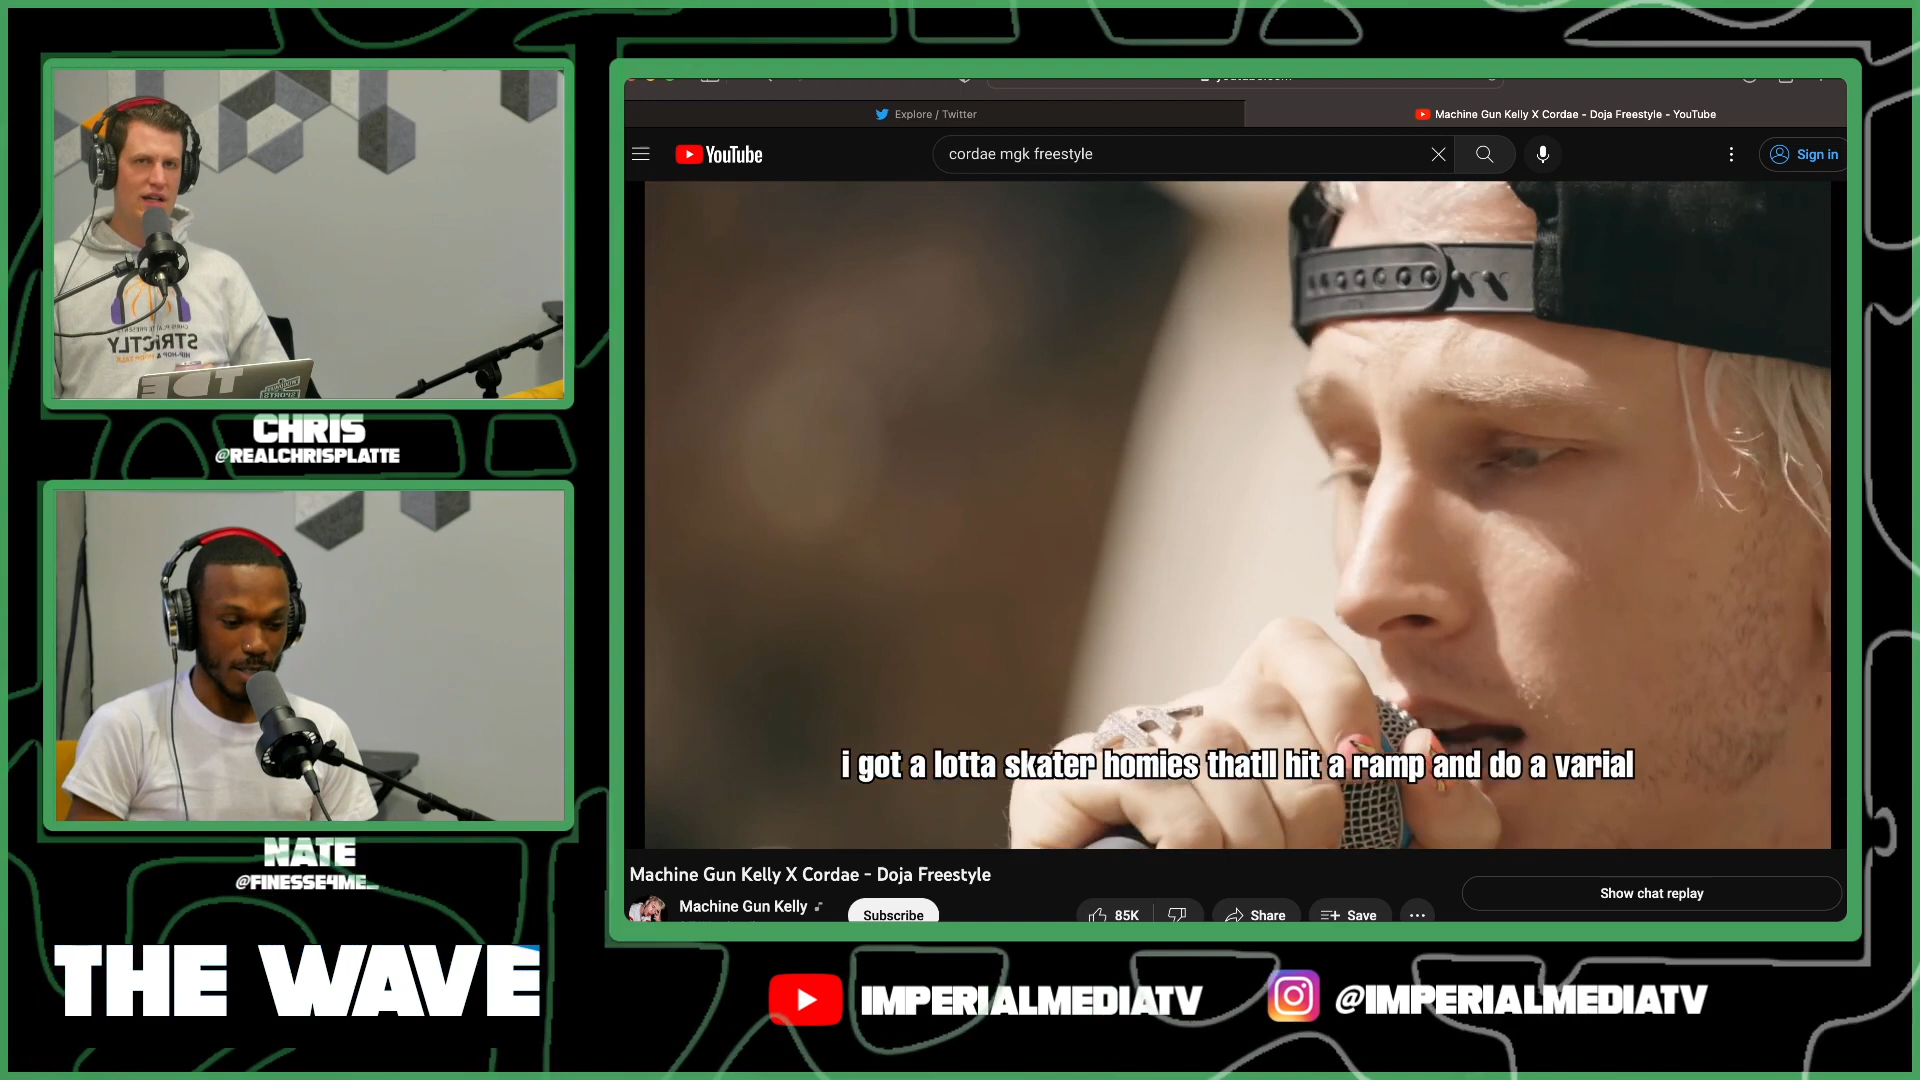 Explore / Twitter
Machine Gun Kelly X Cordae - Doja Freestyle - YouTube
YouTube
cordae mgk freestyle
Sign in
STRICTLY
CHRIS
@REALCHRISPLATTE
i got a lotta skater homies thatll hit a ramp and do a varial
NATE
@FINESSE4ME_
Machine Gun Kelly X Cordae - Doja Freestyle
Machine Gun Kelly
Subscribe
85K
Share
Save
Show chat replay
THE WAVE
IMPERIALMEDIATV
@IMPERIALMEDIATV